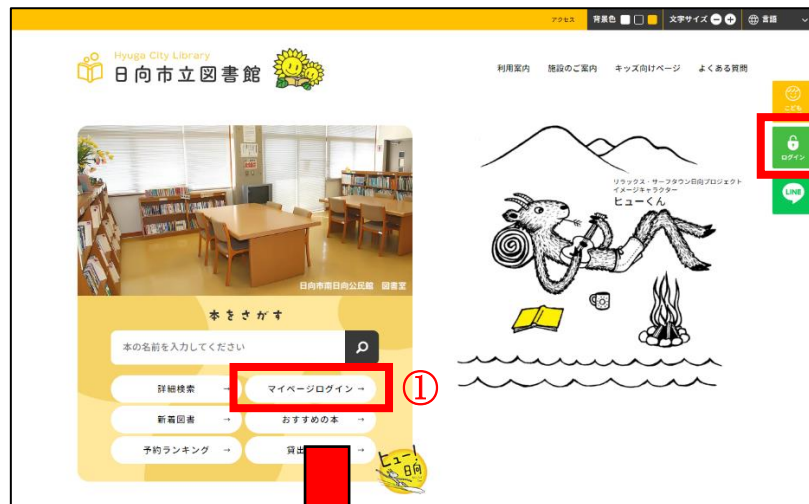 アクセス 背景色 文字サイズ 言語
Hyuga City Library
日向市立図書館
利用案内 施設のご案内 キッズ向けページ よくある質問
こども
ログイン
LINE
リラックス・サーフタウン日向プロジェクト
イメージキャラクター
ヒューくん
日向市南日向公民館 図書室
本をさがす
本の名前を入力してください
詳細検索 → マイページログイン → ①
新着図書 → おすすめの本 →
予約ランキング → 貸出 →
ヒュー!
日向